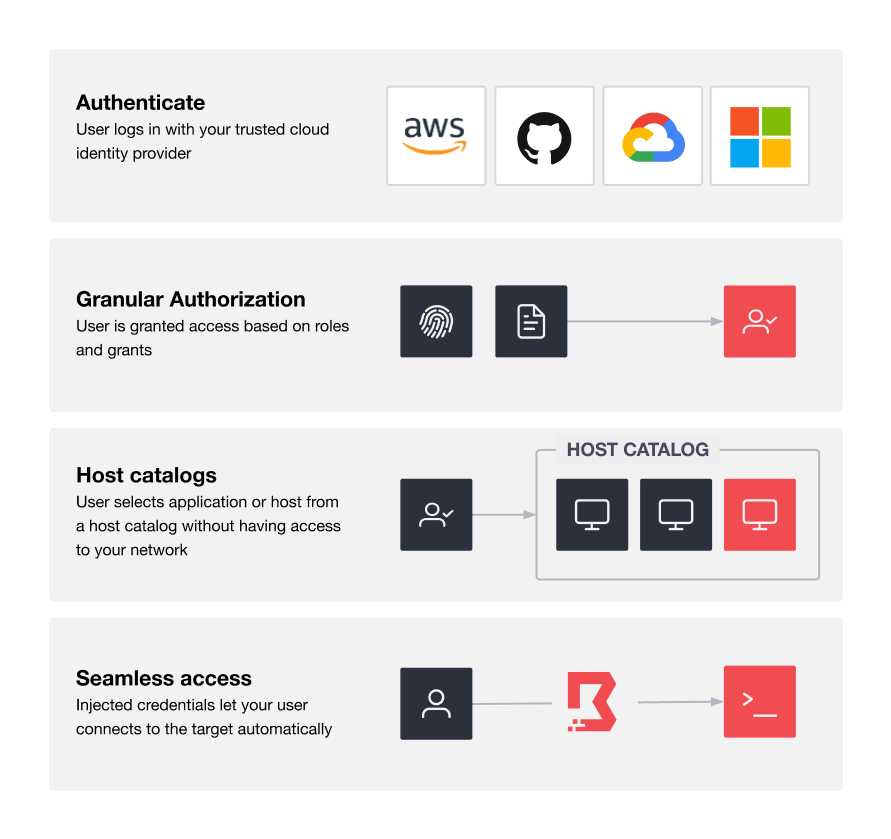 Authenticate
User logs in with your trusted cloud
identity provider
aws
Granular Authorization
User is granted access based on roles
and grants
Host catalogs
User selects application or host from
a host catalog without having access
to your network
HOST CATALOG
Seamless access
Injected credentials let your user
connects to the target automatically